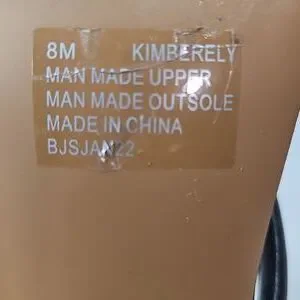 8M KIMBERELY
MAN MADE UPPER
MAN MADE OUTSOLE
MADE IN CHINA
BJSJAN22